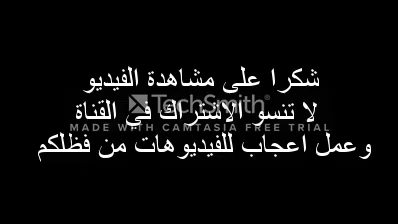 شكرا على مشاهدة الفيديو
TechSmith®
لا تنسو الاشتراك في القناة
MADE WITH CAMTASIA FREE TRIAL
وعمل اعجاب للفيديوهات من فظلكم